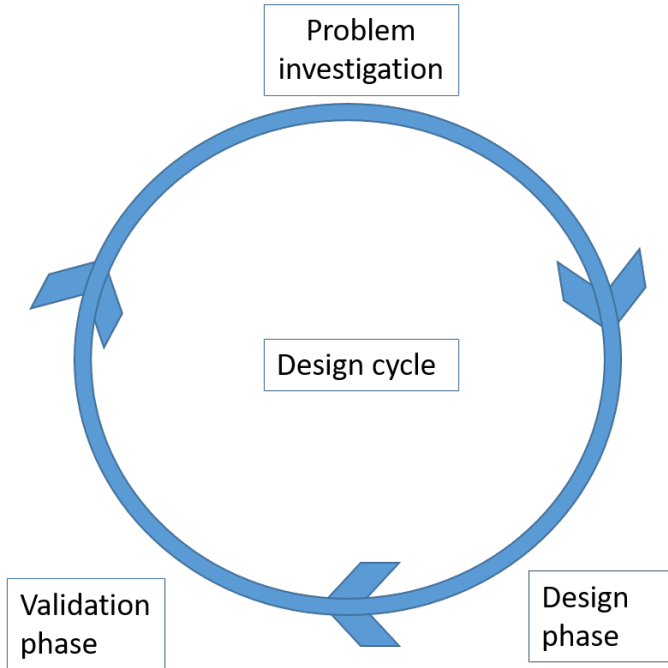 Problem
investigation
Design cycle
Validation
phase
Design
phase